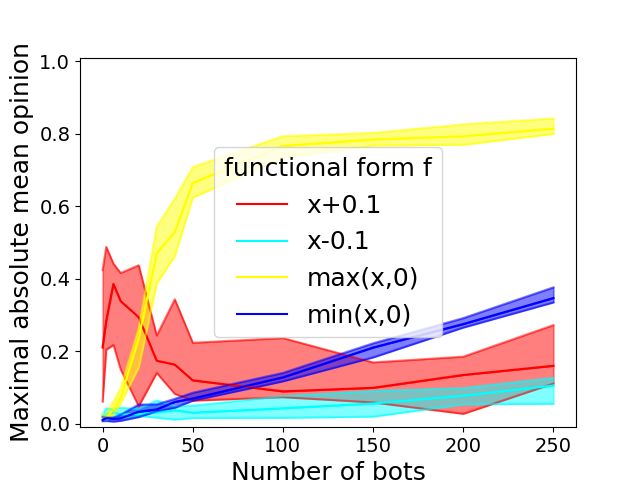 Maximal absolute mean opinion
1.0
0.8
0.6
0.4
0.2
0.0
functional form f
x+0.1
x-0.1
max(x,0)
min(x,0)
0 50 100 150 200 250
Number of bots